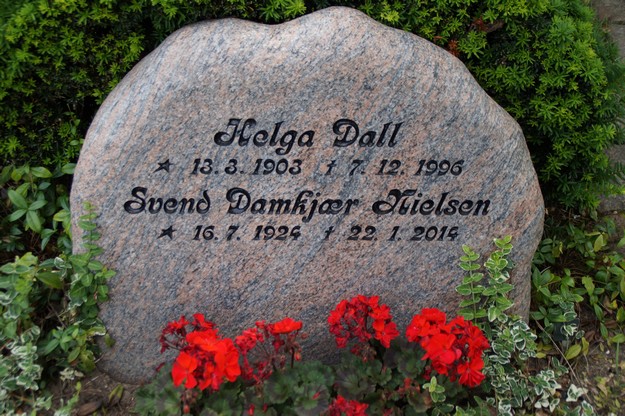 Helga Dall
★ 13. 3. 1903 † 7. 12. 1996
Svend Damkjær Nielsen
★ 16. 7. 1924 † 22. 1. 2014